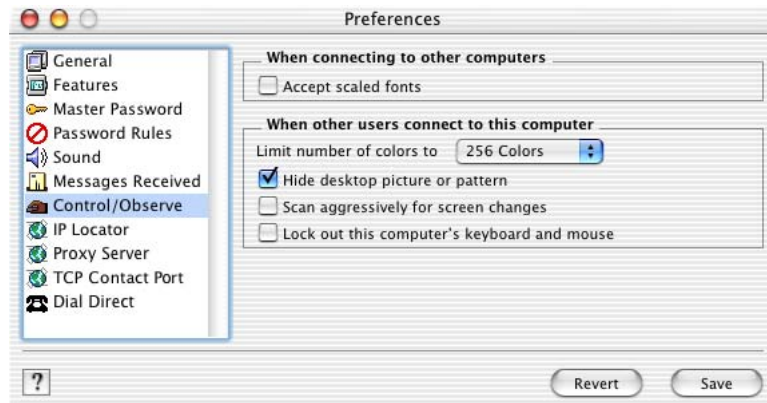 Preferences
General
Features
Master Password
Password Rules
Sound
Messages Received
Control/Observe
IP Locator
Proxy Server
TCP Contact Port
Dial Direct
When connecting to other computers
Accept scaled fonts
When other users connect to this computer
Limit number of colors to 256 Colors
Hide desktop picture or pattern
Scan aggressively for screen changes
Lock out this computer's keyboard and mouse
?
Revert Save